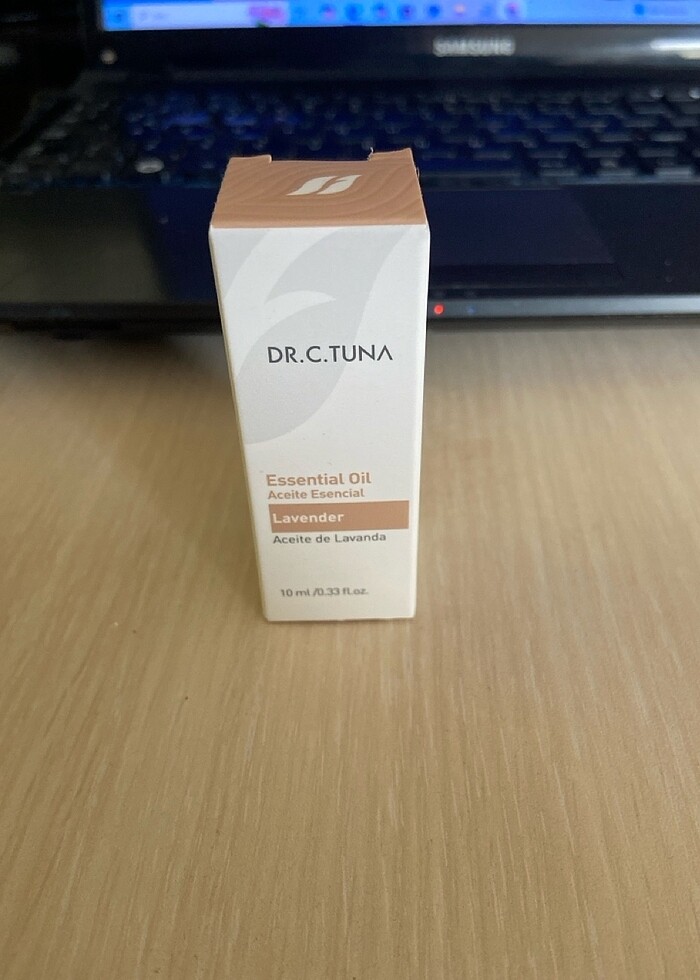 SAMSUNG
DR.C.TUNA
Essential Oil
Aceite Esencial
Lavender
Aceite de Lavanda
10 ml /0.33 fl.oz.